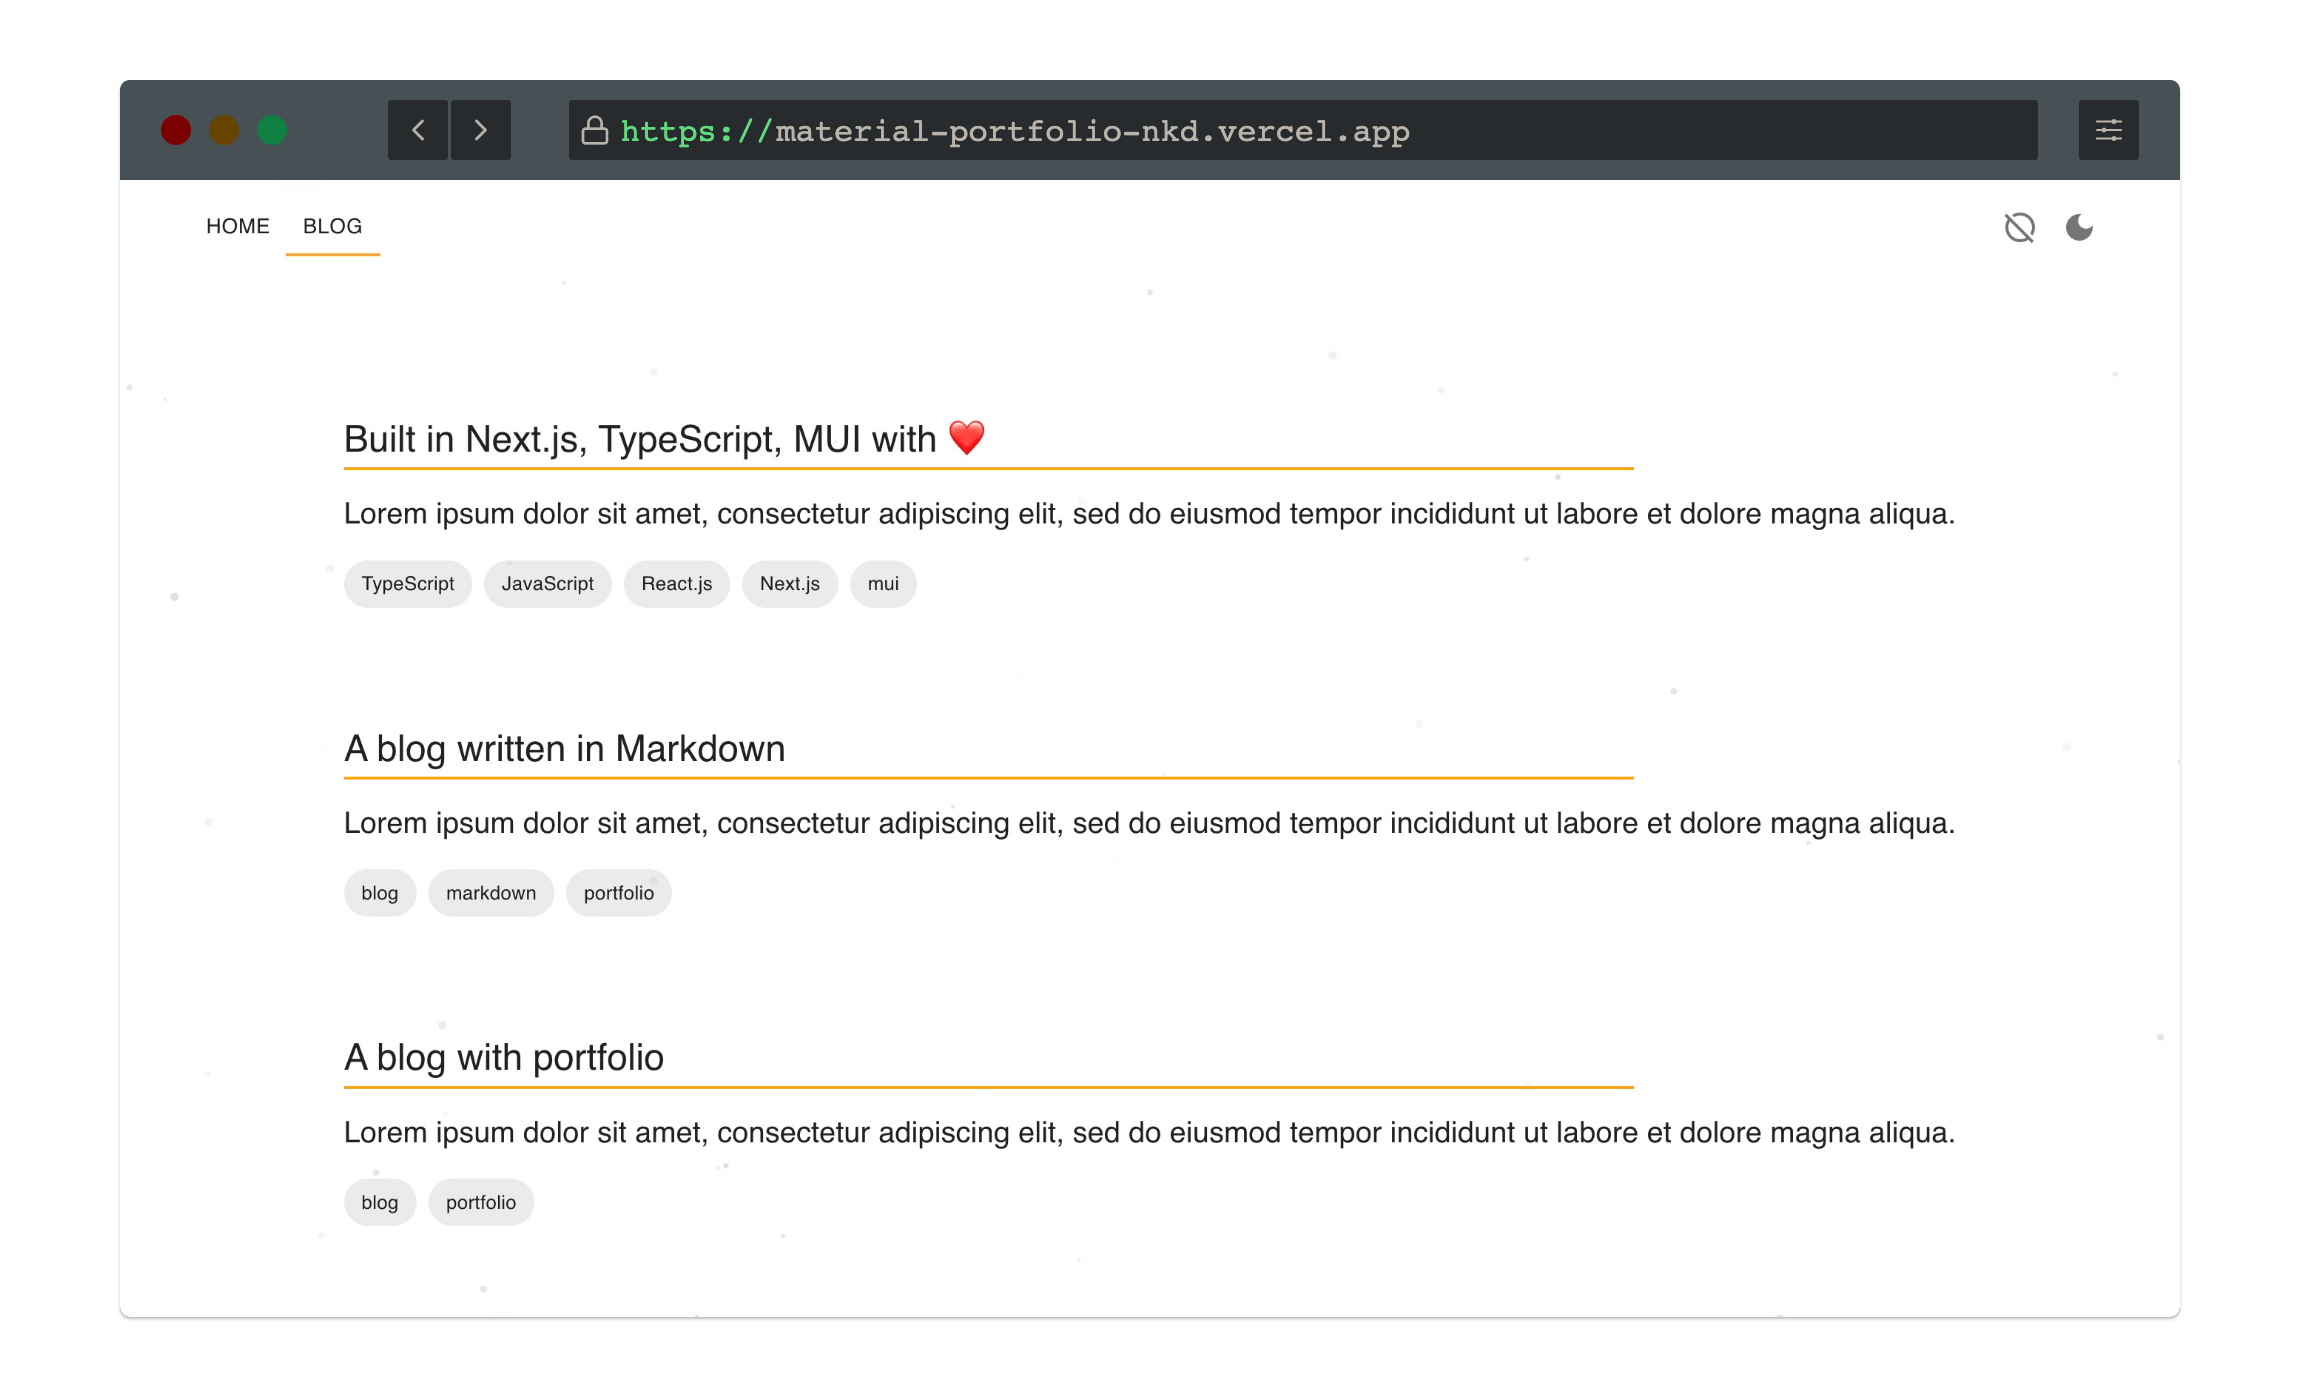 https://material-portfolio-nkd.vercel.app
HOME BLOG
Built in Next.js, TypeScript, MUI with ❤️
Lorem ipsum dolor sit amet, consectetur adipiscing elit, sed do eiusmod tempor incididunt ut labore et dolore magna aliqua.
TypeScript JavaScript React.js Next.js mui
A blog written in Markdown
Lorem ipsum dolor sit amet, consectetur adipiscing elit, sed do eiusmod tempor incididunt ut labore et dolore magna aliqua.
blog markdown portfolio
A blog with portfolio
Lorem ipsum dolor sit amet, consectetur adipiscing elit, sed do eiusmod tempor incididunt ut labore et dolore magna aliqua.
blog portfolio